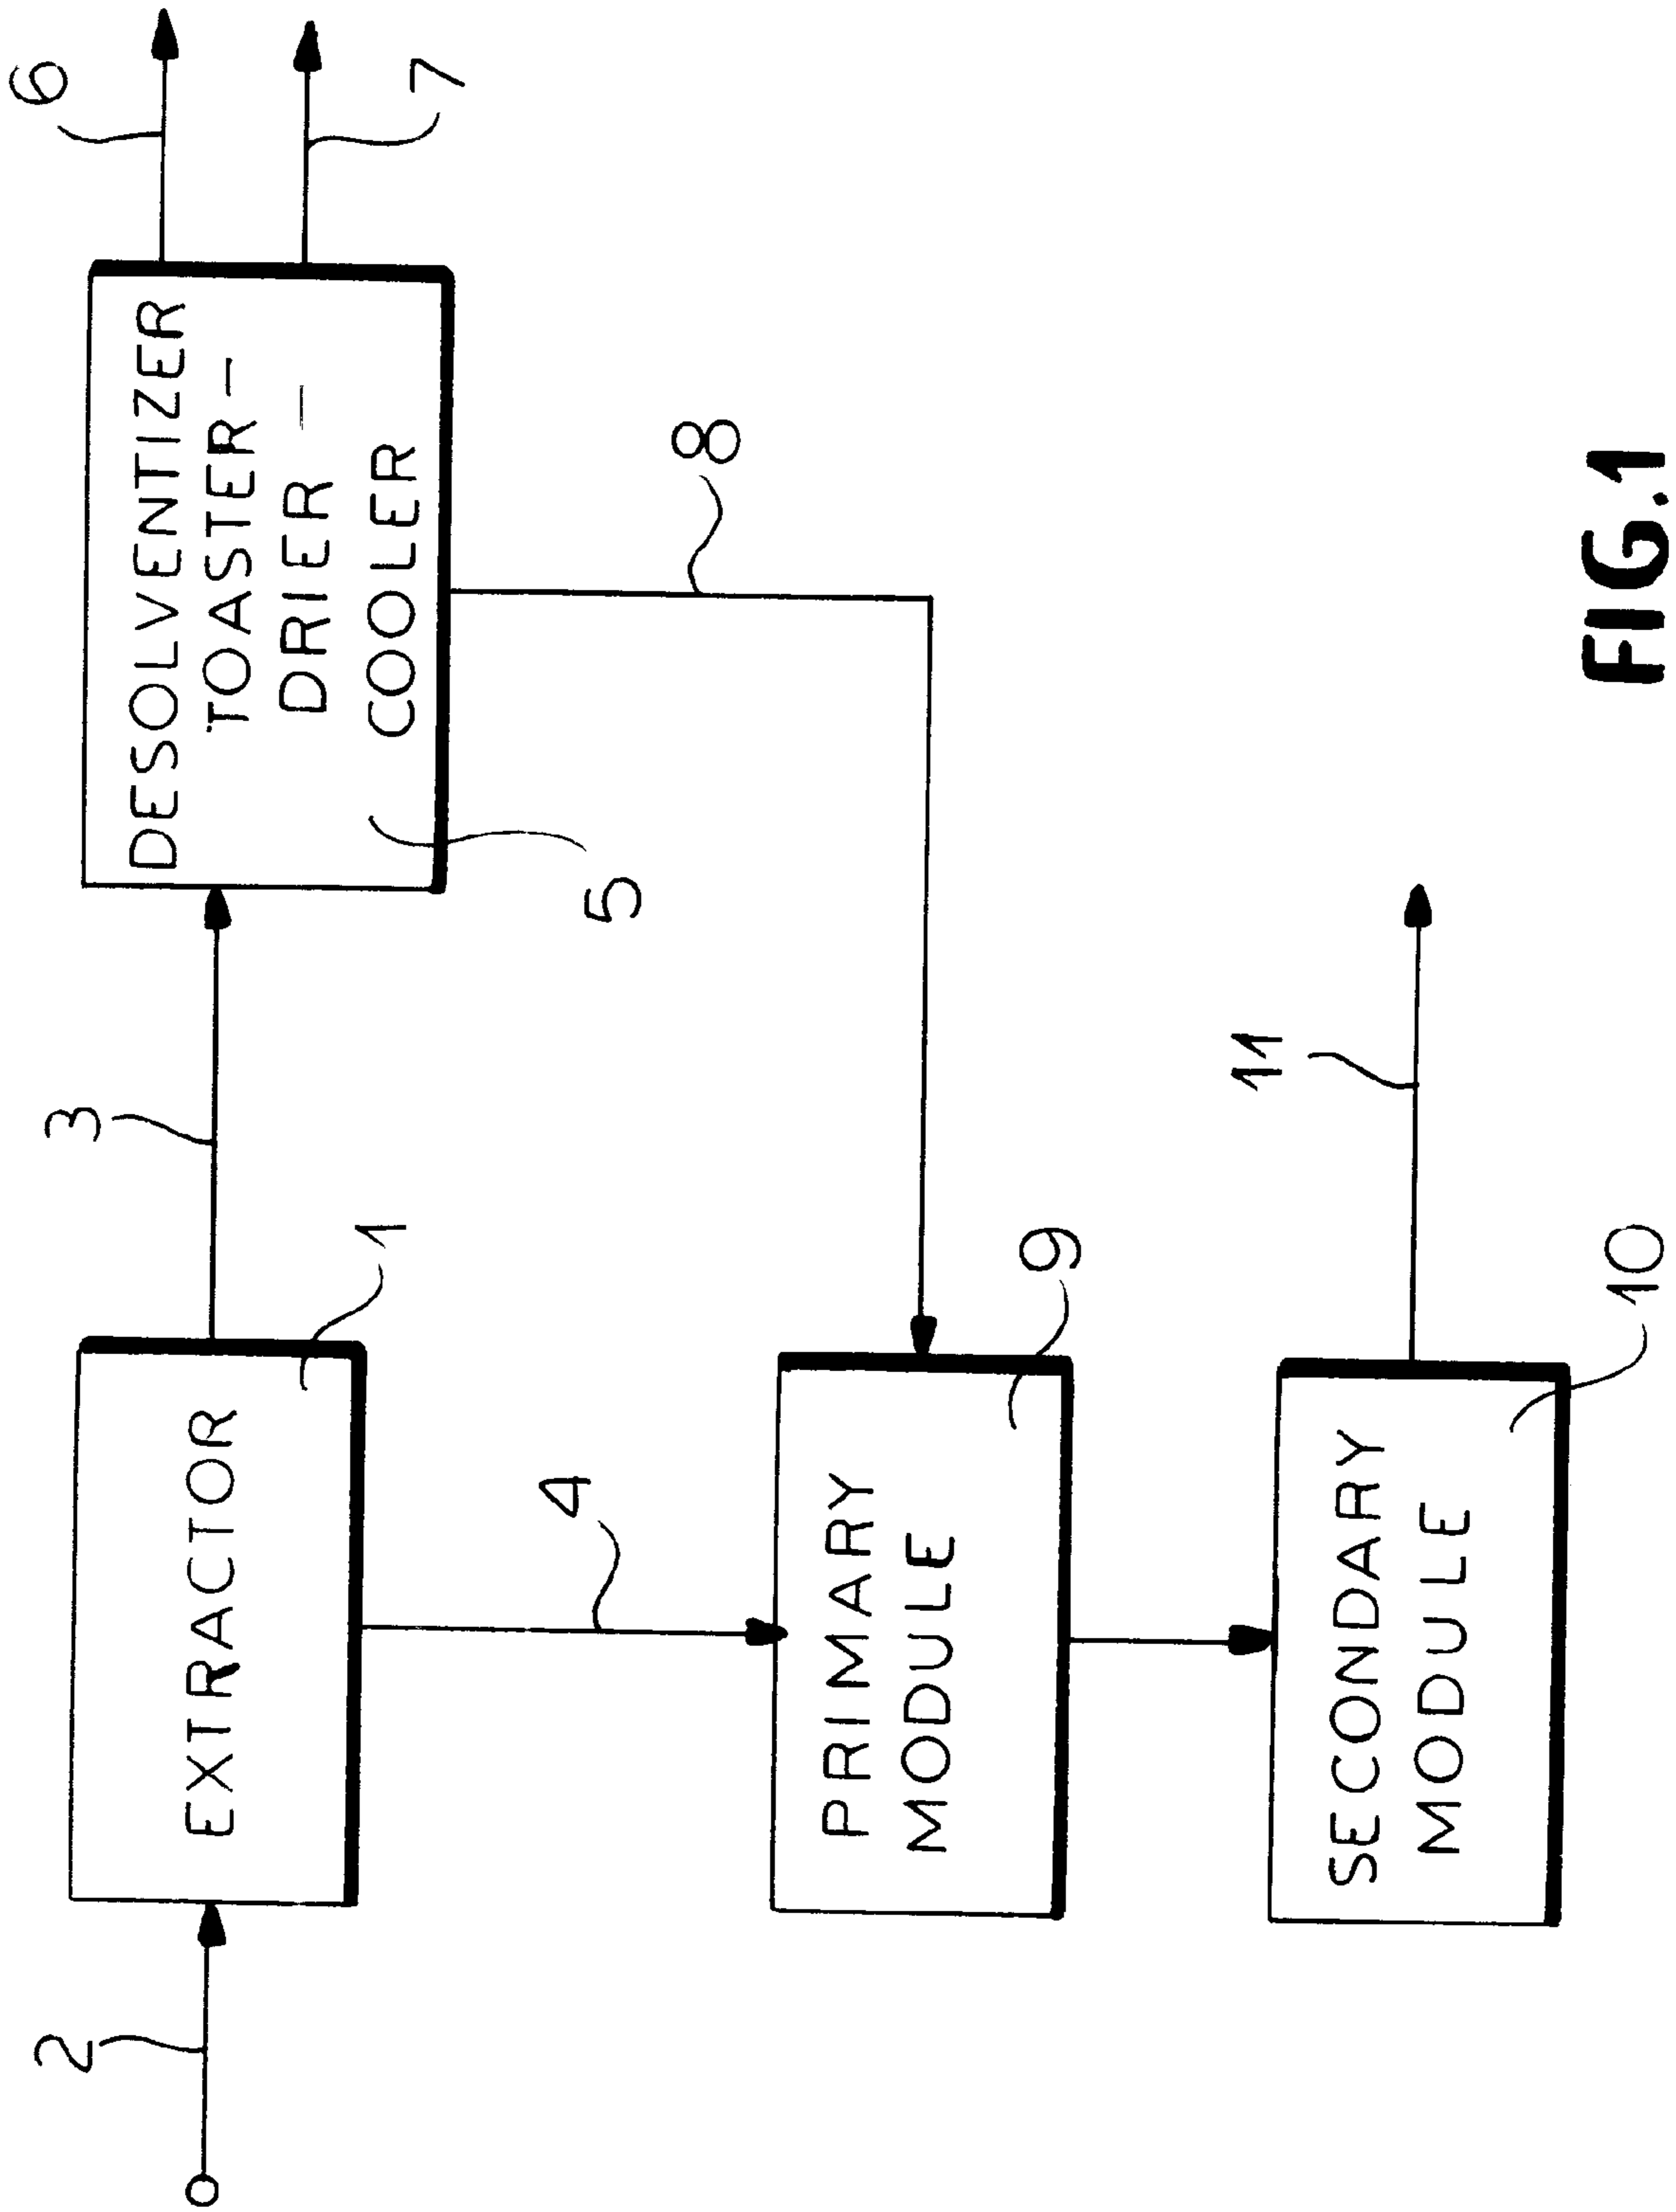 6
7
DESOLVENTIZER
TOASTER-
DRIER -
COOLER
3
5
8
2
EXTRACTOR
1
4
PRIMARY
MODULE
9
11
SECONDARY
MODULE
10
FIG.1